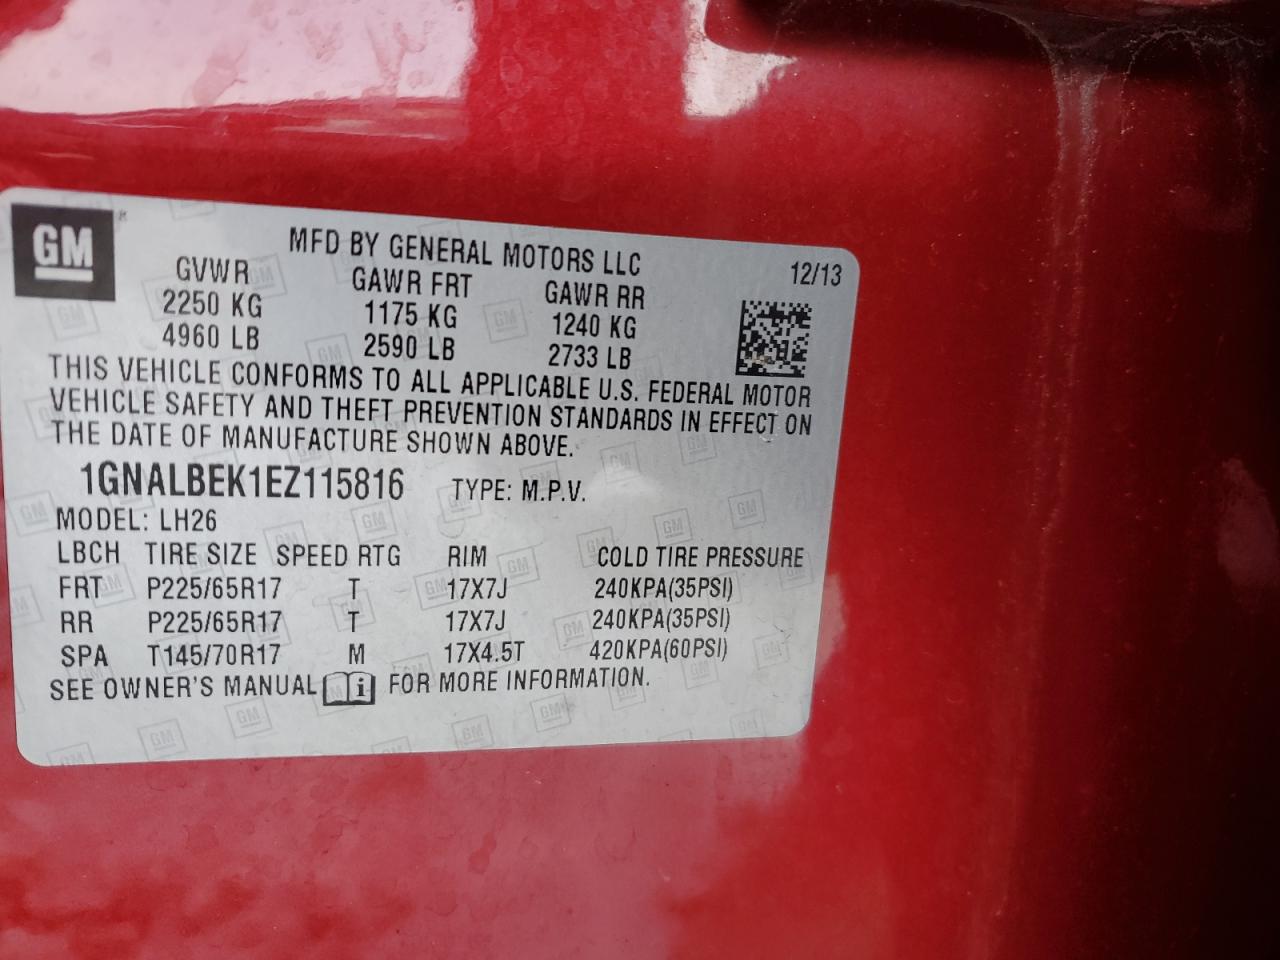 GM
MFD BY GENERAL MOTORS LLC
12/13
GVWR GAWR FRT GAWR RR
2250 KG 1175 KG 1240 KG
4960 LB 2590 LB 2733 LB
THIS VEHICLE CONFORMS TO ALL APPLICABLE U.S. FEDERAL MOTOR
VEHICLE SAFETY AND THEFT PREVENTION STANDARDS IN EFFECT ON
THE DATE OF MANUFACTURE SHOWN ABOVE.
1GNALBEK1EZ115816 TYPE: M.P.V.
MODEL: LH26
LBCH TIRE SIZE SPEED RTG RIM COLD TIRE PRESSURE
FRT P225/65R17 T 17X7J 240KPA(35PSI)
RR P225/65R17 T 17X7J 240KPA(35PSI)
SPA T145/70R17 M 17X4.5T 420KPA(60PSI)
SEE OWNER'S MANUAL i FOR MORE INFORMATION.